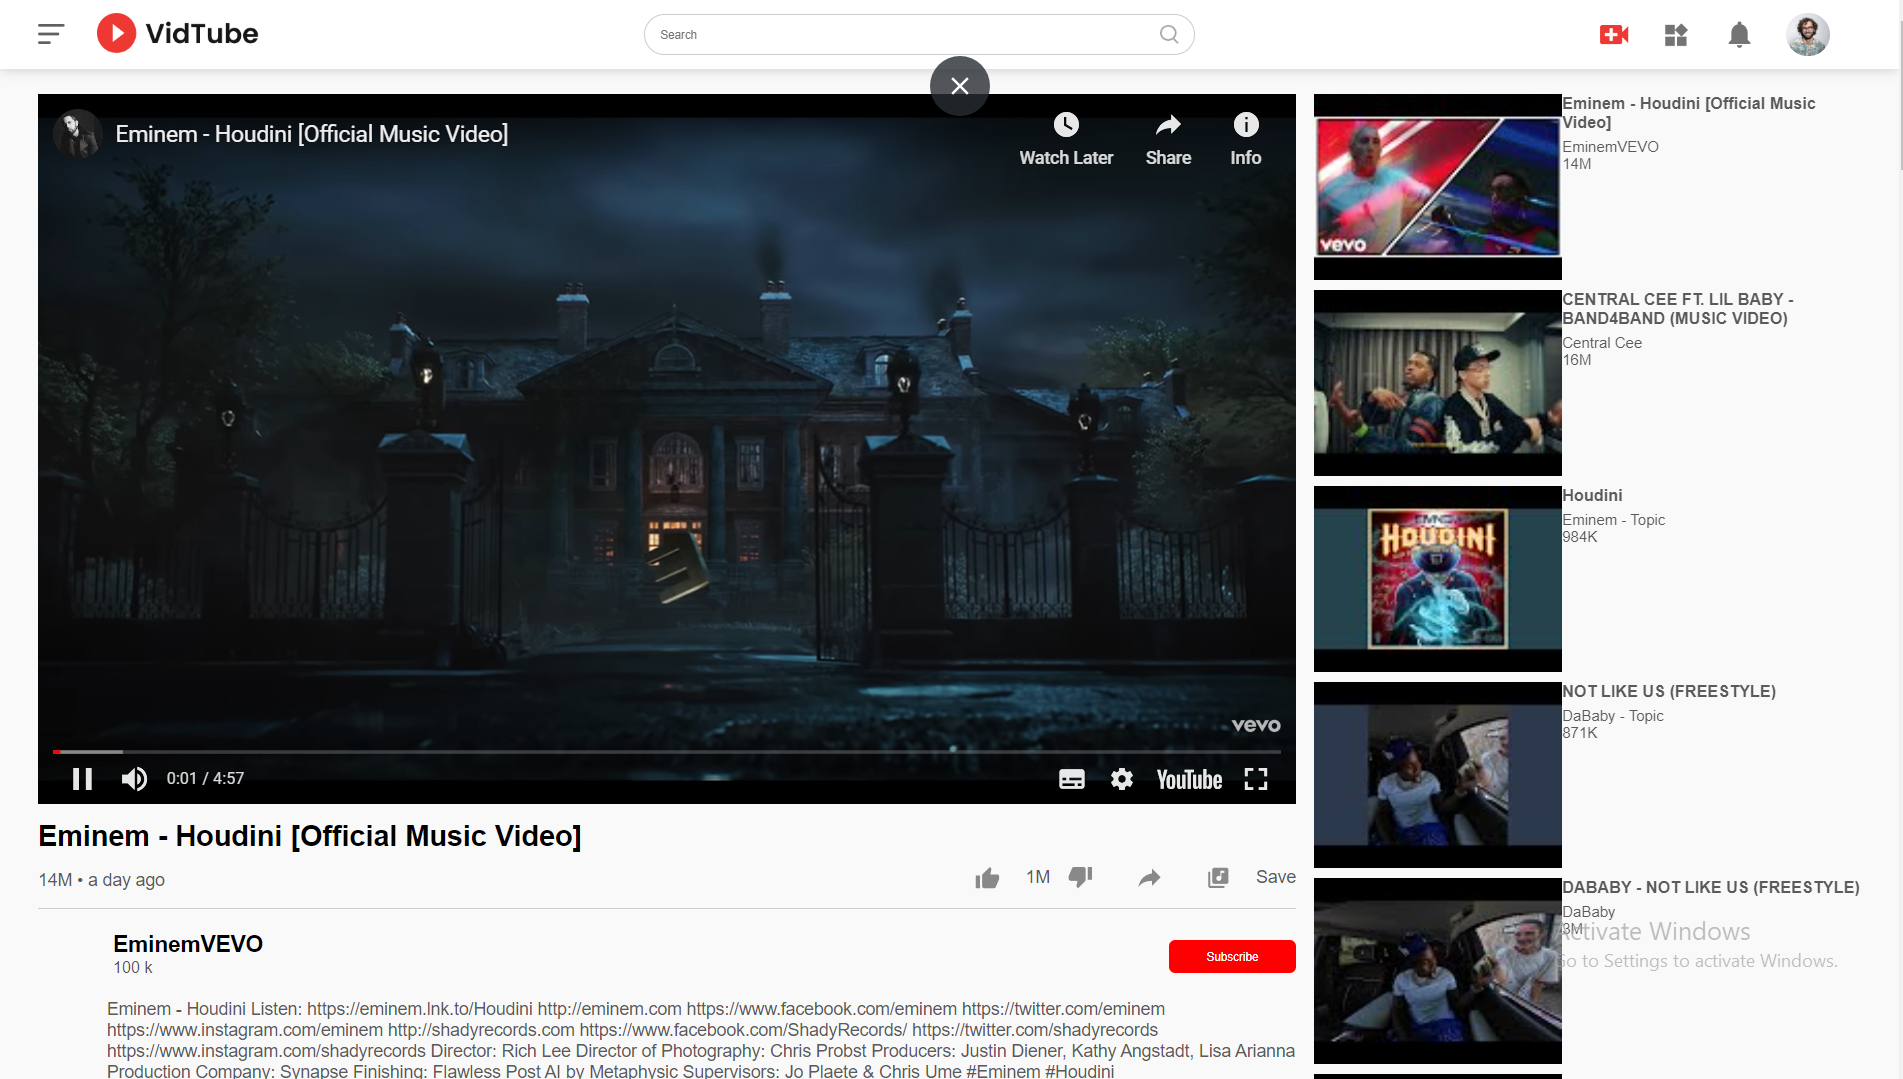 VidTube
Search
Eminem - Houdini [Official Music Video]
Watch Later
Share
Info
vevo
0:01 / 4:57
YouTube
Eminem - Houdini [Official Music Video]
14M • a day ago
1M
Save
EminemVEVO
100 k
Subscribe
Eminem - Houdini Listen: https://eminem.lnk.to/Houdini http://eminem.com https://www.facebook.com/eminem https://twitter.com/eminem
https://www.instagram.com/eminem http://shadyrecords.com https://www.facebook.com/ShadyRecords/ https://twitter.com/shadyrecords
https://www.instagram.com/shadyrecords Director: Rich Lee Director of Photography: Chris Probst Producers: Justin Diener, Kathy Angstadt, Lisa Arianna
Production Company: Synapse Finishing: Flawless Post AI by Metaphysic Supervisors: Jo Plaete & Chris Ume #Eminem #Houdini
vevo
Eminem - Houdini [Official Music
Video]
EminemVEVO
14M
CENTRAL CEE FT. LIL BABY -
BAND4BAND (MUSIC VIDEO)
Central Cee
16M
EMINEM
HOUDINI
Houdini
Eminem - Topic
984K
NOT LIKE US (FREESTYLE)
DaBaby - Topic
871K
DABABY - NOT LIKE US (FREESTYLE)
DaBaby
3M
Activate Windows
Go to Settings to activate Windows.